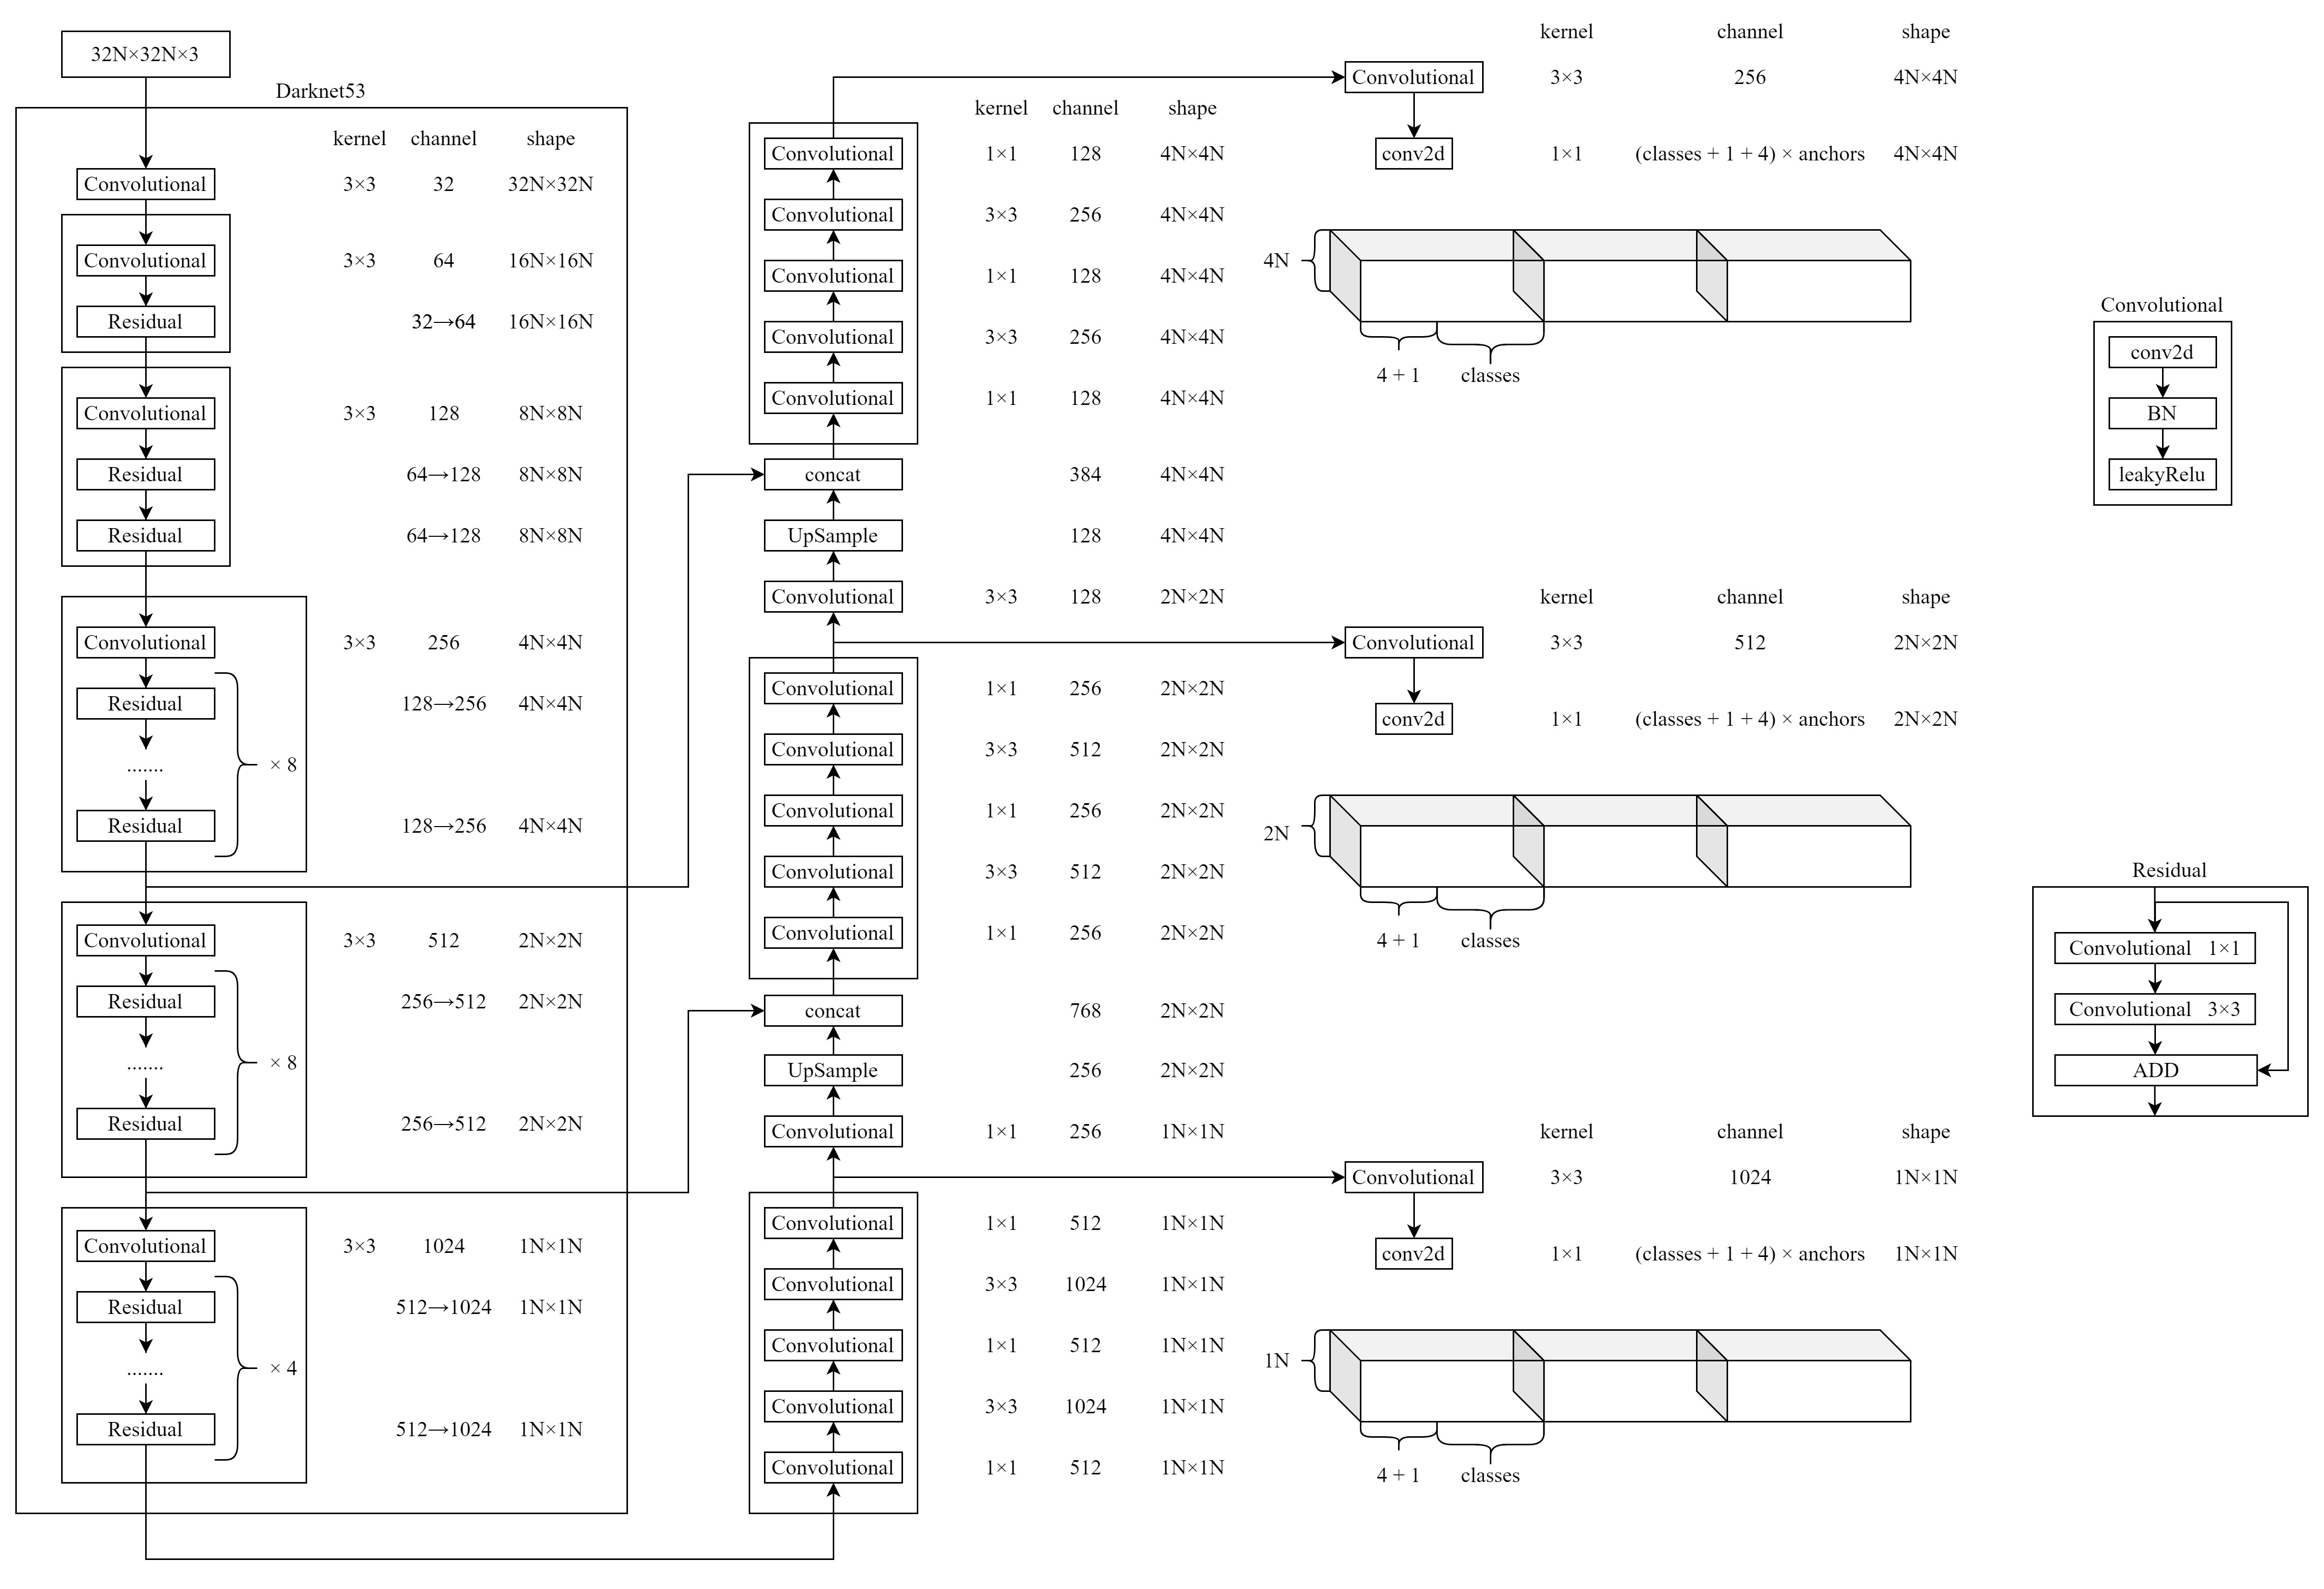 32N×32N×3
Darknet53
kernel channel shape
Convolutional 3×3 32 32N×32N
Convolutional 3×3 64 16N×16N
Residual 32→64 16N×16N
Convolutional 3×3 128 8N×8N
Residual 64→128 8N×8N
Residual 64→128 8N×8N
Convolutional 3×3 256 4N×4N
Residual 128→256 4N×4N
.......
× 8
Residual 128→256 4N×4N
Convolutional 3×3 512 2N×2N
Residual 256→512 2N×2N
.......
× 8
Residual 256→512 2N×2N
Convolutional 3×3 1024 1N×1N
Residual 512→1024 1N×1N
.......
× 4
Residual 512→1024 1N×1N
kernel channel shape
Convolutional 1×1 128 4N×4N
Convolutional 3×3 256 4N×4N
Convolutional 1×1 128 4N×4N
Convolutional 3×3 256 4N×4N
Convolutional 1×1 128 4N×4N
concat 384 4N×4N
UpSample 128 4N×4N
Convolutional 3×3 128 2N×2N
Convolutional 1×1 256 2N×2N
Convolutional 3×3 512 2N×2N
Convolutional 1×1 256 2N×2N
Convolutional 3×3 512 2N×2N
Convolutional 1×1 256 2N×2N
concat 768 2N×2N
UpSample 256 2N×2N
Convolutional 1×1 256 1N×1N
Convolutional 1×1 512 1N×1N
Convolutional 3×3 1024 1N×1N
Convolutional 1×1 512 1N×1N
Convolutional 3×3 1024 1N×1N
Convolutional 1×1 512 1N×1N
kernel channel shape
Convolutional 3×3 256 4N×4N
conv2d 1×1 (classes + 1 + 4) × anchors 4N×4N
4N
4 + 1 classes
kernel channel shape
Convolutional 3×3 512 2N×2N
conv2d 1×1 (classes + 1 + 4) × anchors 2N×2N
2N
4 + 1 classes
kernel channel shape
Convolutional 3×3 1024 1N×1N
conv2d 1×1 (classes + 1 + 4) × anchors 1N×1N
1N
4 + 1 classes
Convolutional
conv2d
BN
leakyRelu
Residual
Convolutional 1×1
Convolutional 3×3
ADD